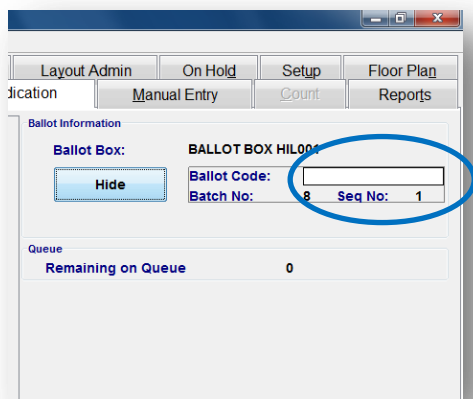 Layout Admin On Hold Setup Floor Plan
dication Manual Entry Count Reports
Ballot Information
Ballot Box: BALLOT BOX HIL001
Hide
Ballot Code:
Batch No: 8 Seq No: 1
Queue
Remaining on Queue 0